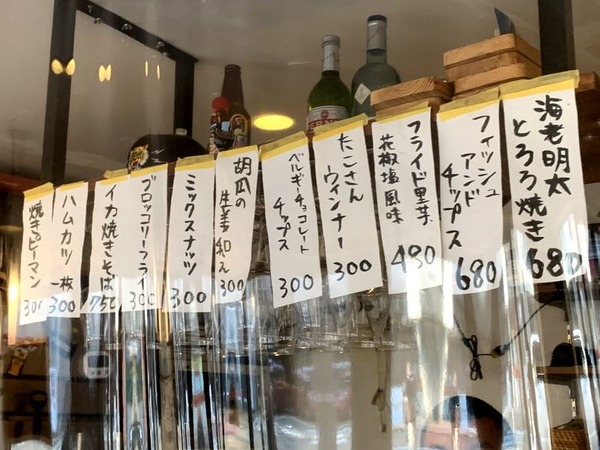 海老明太
とろろ焼き
680
フィッシュ
アンド
チップス
680
フライド里芋
花椒塩風味
480
たこさん
ウィンナー
300
ベルギーチョコレート
チップス
300
胡瓜の
生姜和え
300
ミックスナッツ
300
ブロッコリーフライ
300
イカ焼きそば
ハムカツ 一枚
300
焼きピーマン
300